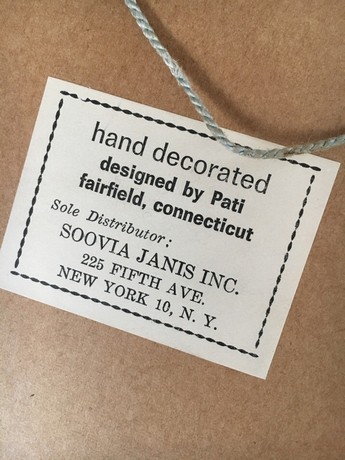 hand decorated
designed by Pati
fairfield, connecticut
Sole Distributor:
SOOVIA JANIS INC.
225 FIFTH AVE.
NEW YORK 10, N. Y.